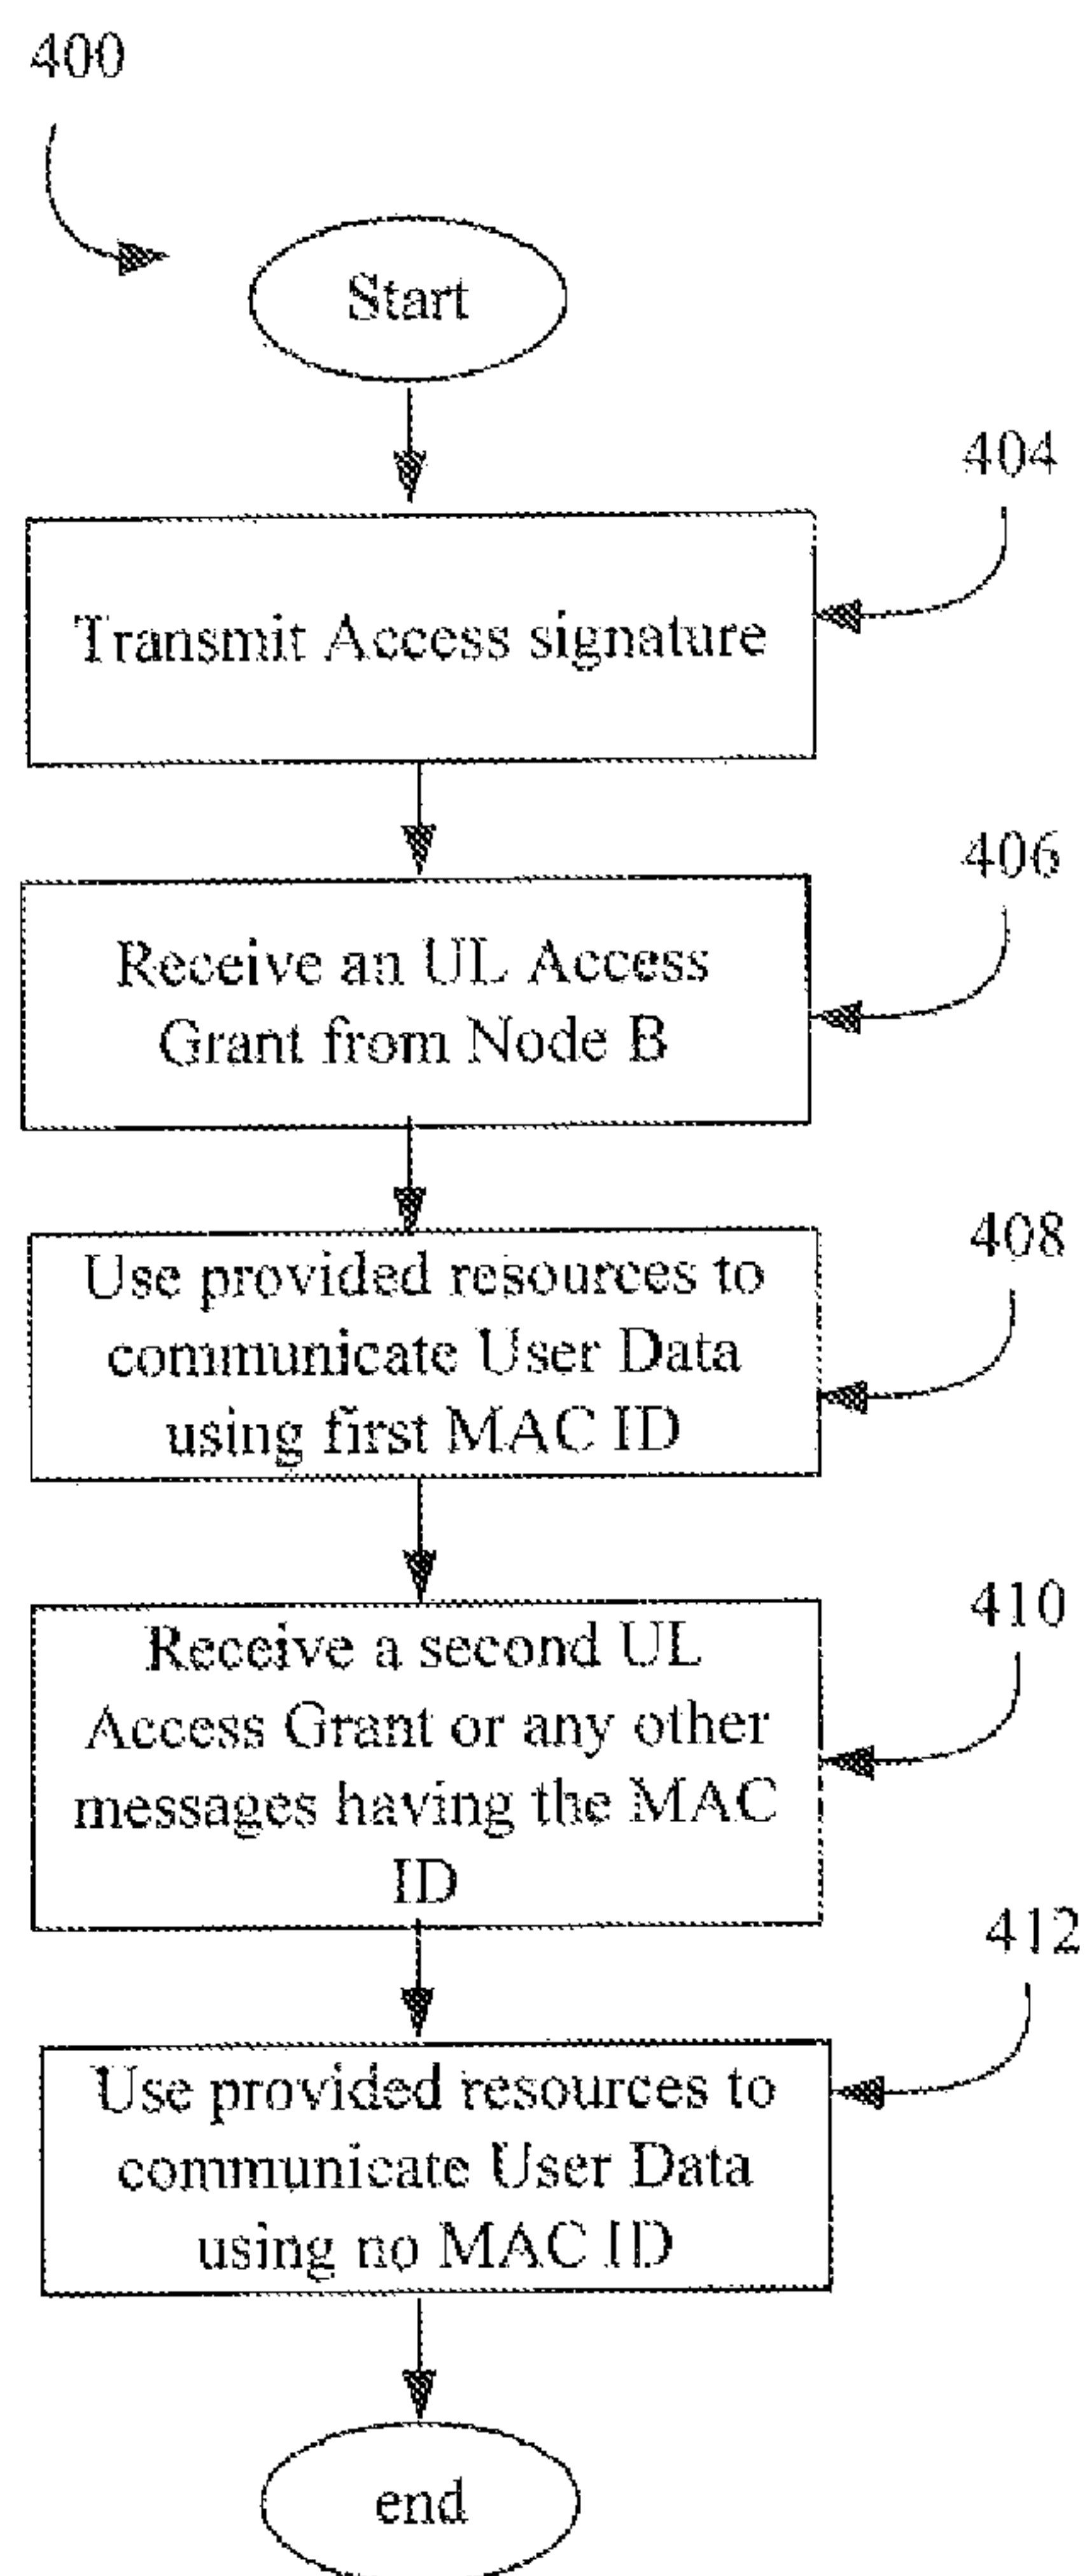 400
Start
404
Transmit Access signature
406
Receive an UL Access
Grant from Node B
408
Use provided resources to
communicate User Data
using first MAC ID
410
Receive a second UL
Access Grant or any other
messages having the MAC
ID
412
Use provided resources to
communicate User Data
using no MAC ID
end